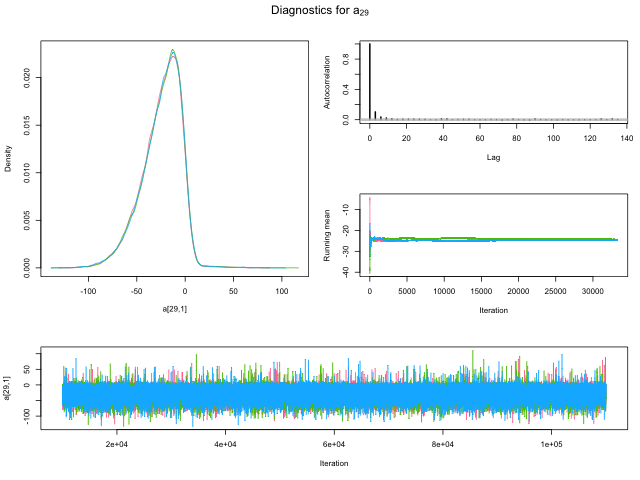 Diagnostics for a29
Density
0.000 0.005 0.010 0.015 0.020
-100 -50 0 50 100
a[29,1]
Autocorrelation
0.0 0.4 0.8
0 20 40 60 80 100 120 140
Lag
Running mean
-40 -30 -20 -10
0 5000 10000 15000 20000 25000 30000
Iteration
a[29,1]
-100 0 50
2e+04 4e+04 6e+04 8e+04 1e+05
Iteration